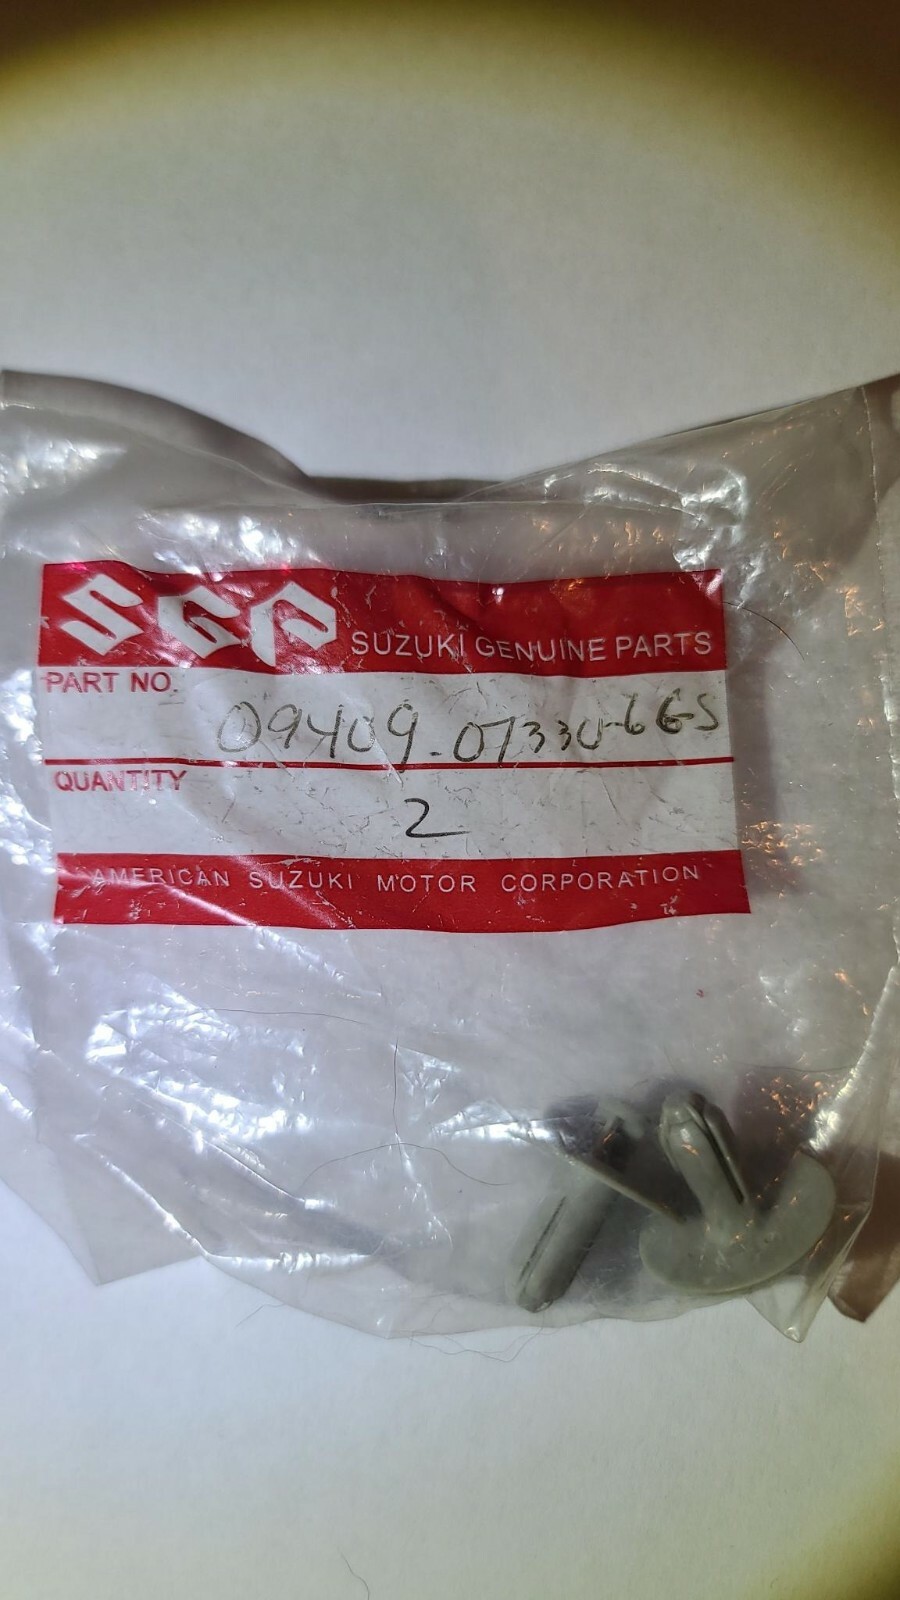 SGP SUZUKI GENUINE PARTS
PART NO.
09409-07330-6GS
QUANTITY
2
AMERICAN SUZUKI MOTOR CORPORATION